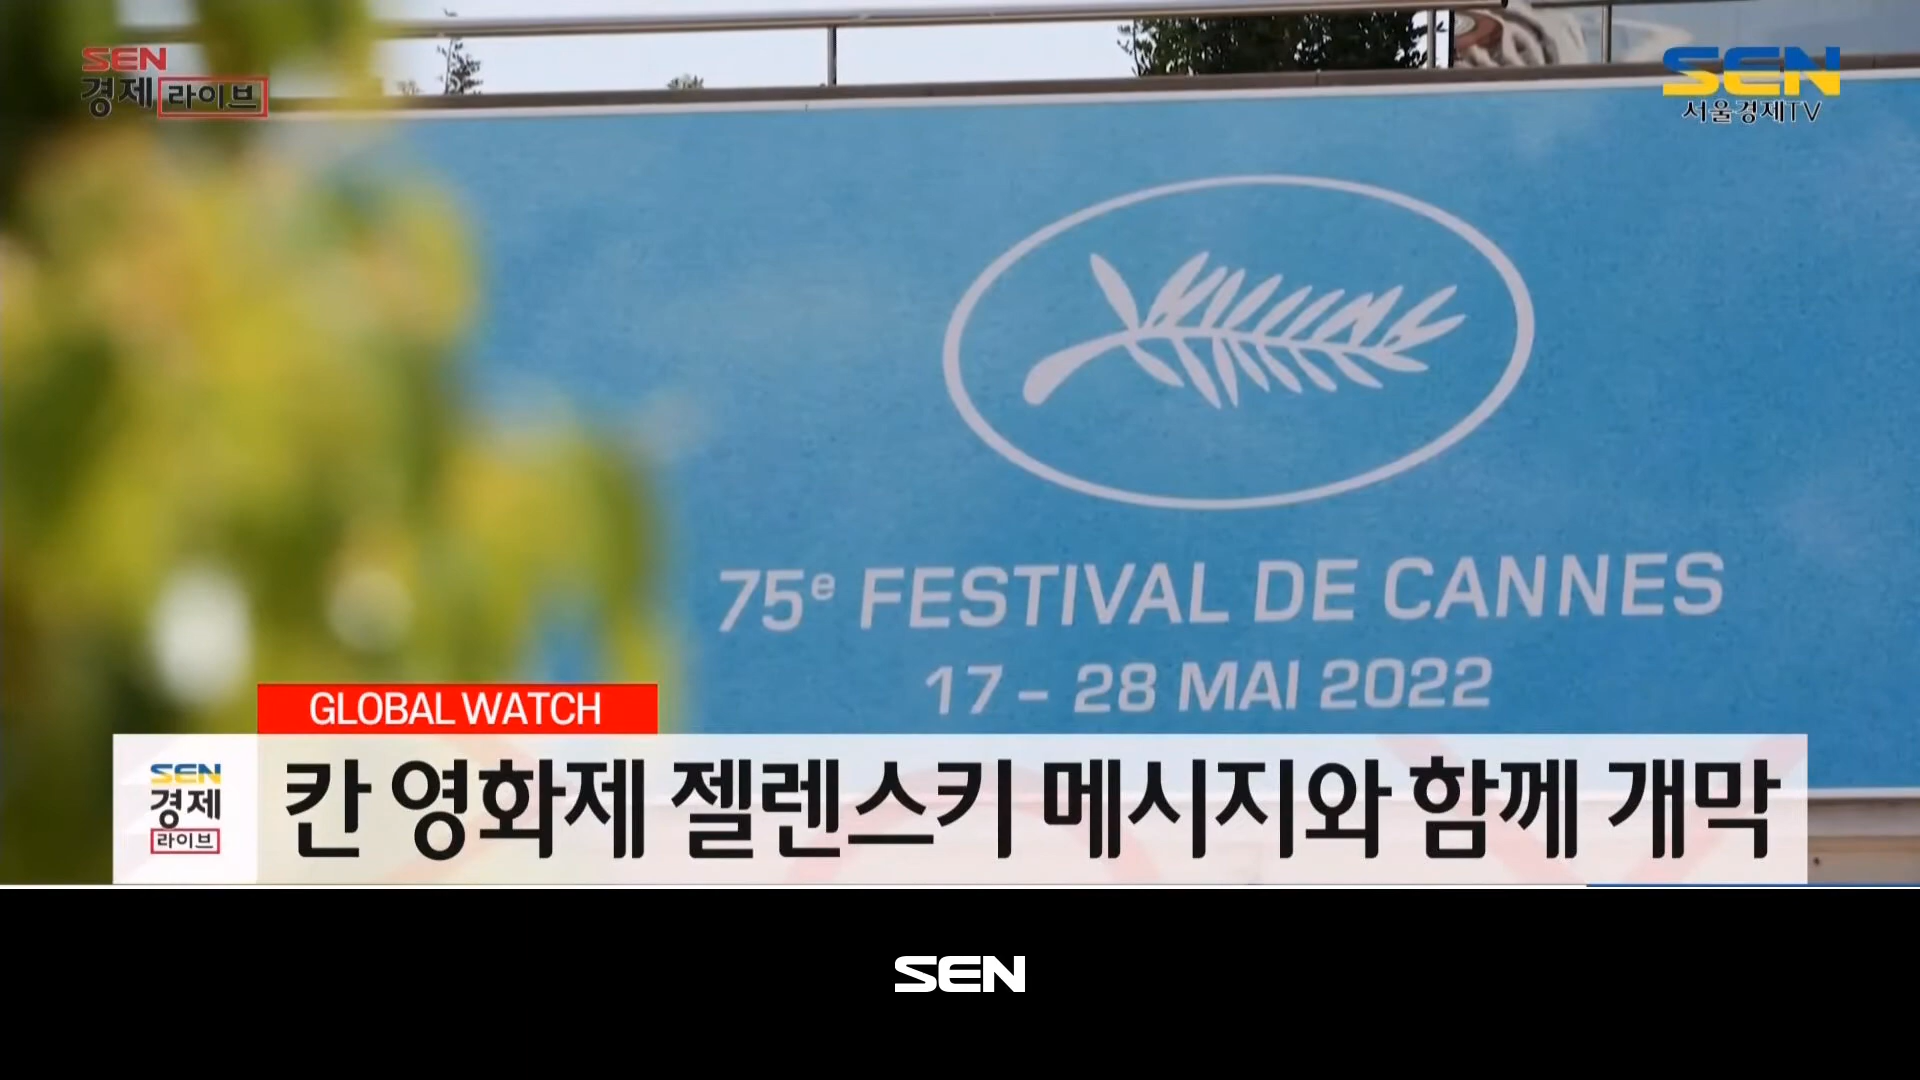 SEN
경제 라이브
SEN
서울경제TV
75e FESTIVAL DE CANNES
17 - 28 MAI 2022
GLOBAL WATCH
SEN
경제
라이브
칸 영화제 젤렌스키 메시지와 함께 개막
SEN